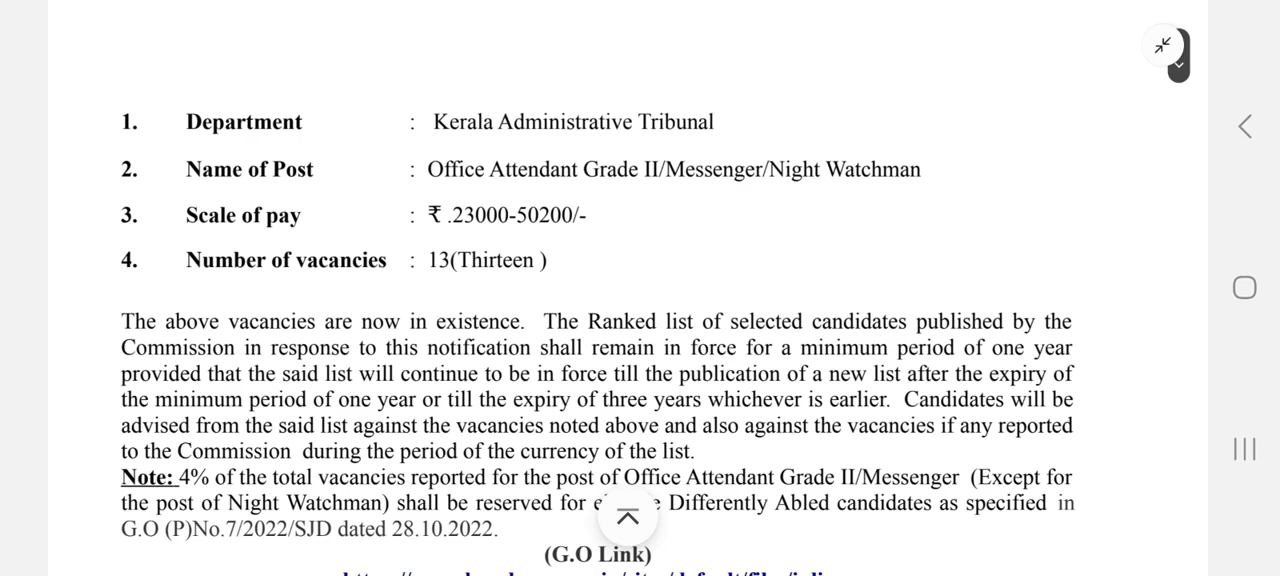 1. Department : Kerala Administrative Tribunal
2. Name of Post : Office Attendant Grade II/Messenger/Night Watchman
3. Scale of pay : ₹ .23000-50200/-
4. Number of vacancies : 13(Thirteen )
The above vacancies are now in existence. The Ranked list of selected candidates published by the
Commission in response to this notification shall remain in force for a minimum period of one year
provided that the said list will continue to be in force till the publication of a new list after the expiry of
the minimum period of one year or till the expiry of three years whichever is earlier. Candidates will be
advised from the said list against the vacancies noted above and also against the vacancies if any reported
to the Commission during the period of the currency of the list.
Note: 4% of the total vacancies reported for the post of Office Attendant Grade II/Messenger (Except for
the post of Night Watchman) shall be reserved for Differently Abled candidates as specified in
G.O (P)No.7/2022/SJD dated 28.10.2022.
(G.O Link)